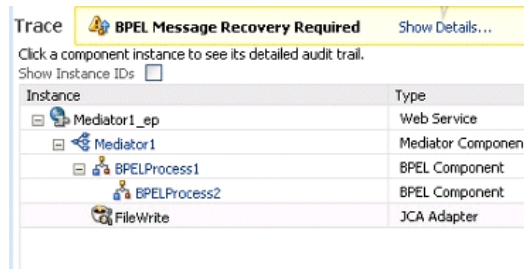 Trace BPEL Message Recovery Required Show Details...
Click a component instance to see its detailed audit trail.
Show Instance IDs
Instance Type
Mediator1_ep Web Service
Mediator1 Mediator Componen
BPELProcess1 BPEL Component
BPELProcess2 BPEL Component
FileWrite JCA Adapter